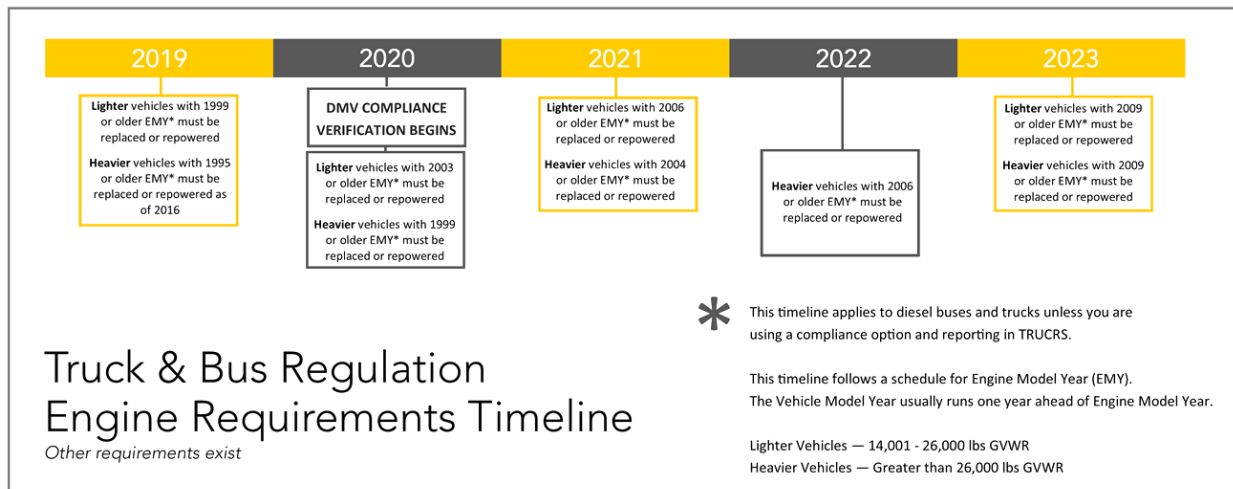 2019
2020
2021
2022
2023
Lighter vehicles with 1999
or older EMY* must be
replaced or repowered
Heavier vehicles with 1995
or older EMY* must be
replaced or repowered as
of 2016
DMV COMPLIANCE
VERIFICATION BEGINS
Lighter vehicles with 2003
or older EMY* must be
replaced or repowered
Heavier vehicles with 1999
or older EMY* must be
replaced or repowered
Lighter vehicles with 2006
or older EMY* must be
replaced or repowered
Heavier vehicles with 2004
or older EMY* must be
replaced or repowered
Heavier vehicles with 2006
or older EMY* must be
replaced or repowered
Lighter vehicles with 2009
or older EMY* must be
replaced or repowered
Heavier vehicles with 2009
or older EMY* must be
replaced or repowered
Truck & Bus Regulation
Engine Requirements Timeline
Other requirements exist
* This timeline applies to diesel buses and trucks unless you are
using a compliance option and reporting in TRUCRS.
This timeline follows a schedule for Engine Model Year (EMY).
The Vehicle Model Year usually runs one year ahead of Engine Model Year.
Lighter Vehicles — 14,001 - 26,000 lbs GVWR
Heavier Vehicles — Greater than 26,000 lbs GVWR